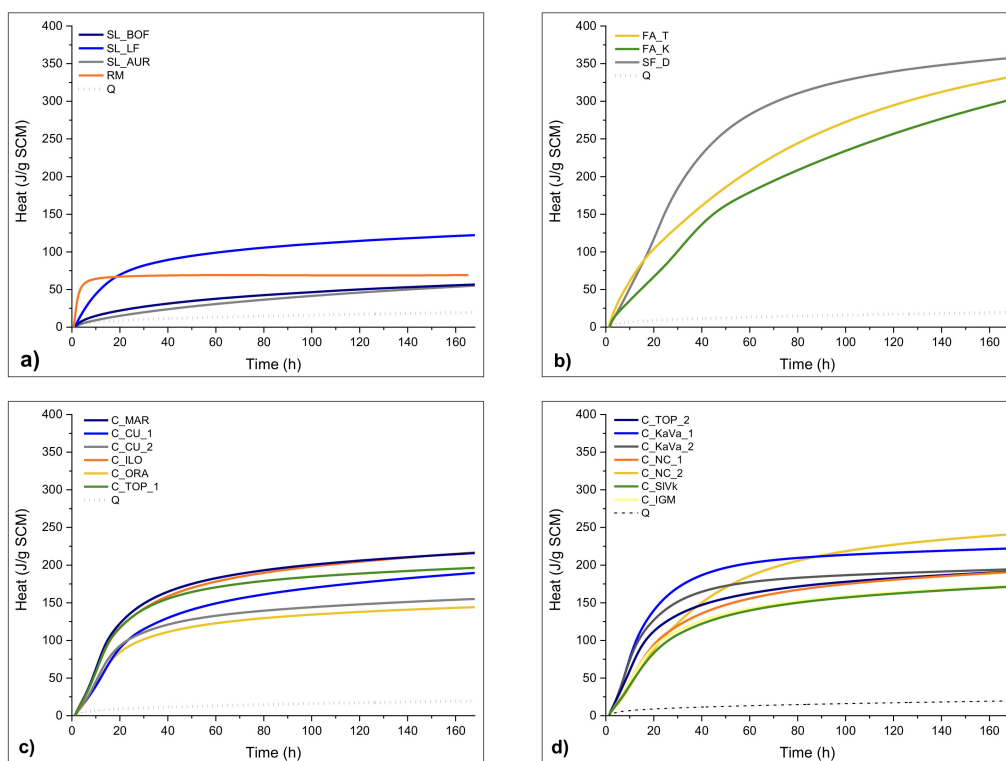 400
350
300
250
200
150
100
50
0
Heat (J/g SCM)
SL_BOF
SL_LF
SL_AUR
RM
Q
0 20 40 60 80 100 120 140 160
Time (h)
a)
400
350
300
250
200
150
100
50
0
Heat (J/g SCM)
FA_T
FA_K
SF_D
Q
0 20 40 60 80 100 120 140 160
Time (h)
b)
400
350
300
250
200
150
100
50
0
Heat (J/g SCM)
C_MAR
C_CU_1
C_CU_2
C_ILO
C_ORA
C_TOP_1
Q
0 20 40 60 80 100 120 140 160
Time (h)
c)
400
350
300
250
200
150
100
50
0
Heat (J/g SCM)
C_TOP_2
C_KaVa_1
C_KaVa_2
C_NC_1
C_NC_2
C_SlVk
C_IGM
Q
0 20 40 60 80 100 120 140 160
Time (h)
d)